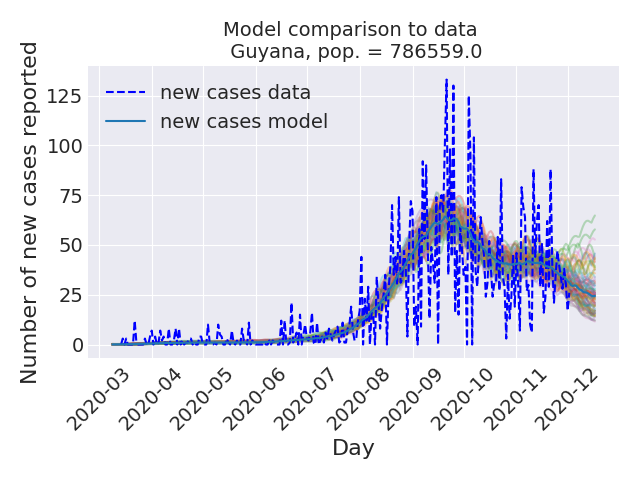 Model comparison to data
Guyana, pop. = 786559.0
Number of new cases reported
125
100
75
50
25
0
new cases data
new cases model
2020-03
2020-04
2020-05
2020-06
2020-07
2020-08
2020-09
2020-10
2020-11
2020-12
Day